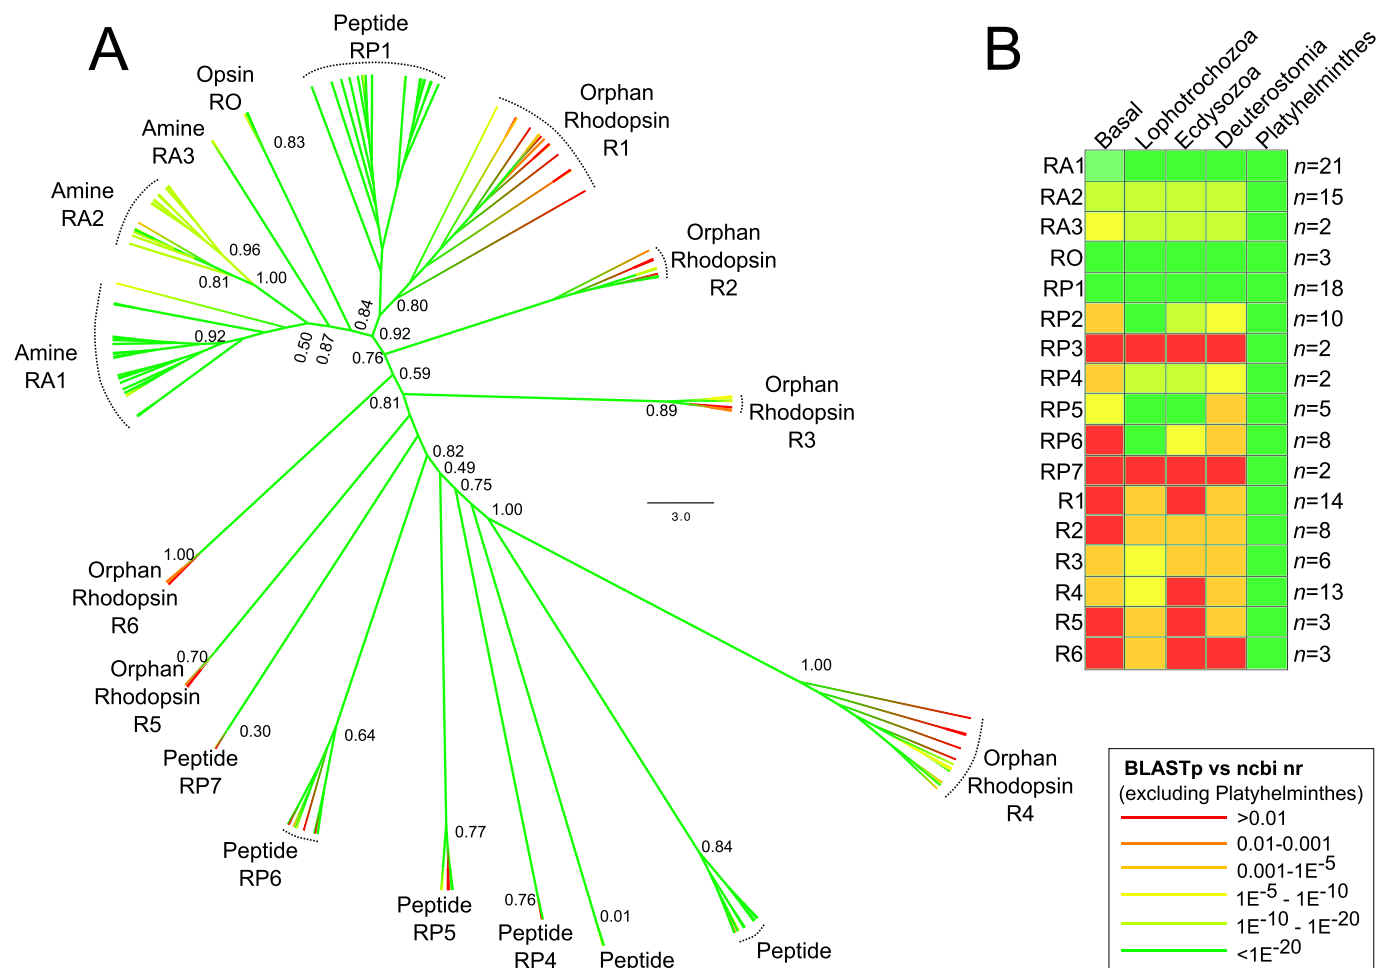 A
Peptide
RP1
Opsin
RO
0.83
Amine
RA3
Amine
RA2
0.96
0.81
1.00
Amine
RA1
0.92
0.50
0.87
0.84
0.80
0.92
0.76
0.59
0.81
Orphan
Rhodopsin
R1
Orphan
Rhodopsin
R2
0.89
Orphan
Rhodopsin
R3
0.82
0.49
0.75
1.00
3.0
1.00
Orphan
Rhodopsin
R6
0.70
Orphan
Rhodopsin
R5
0.30
Peptide
RP7
0.64
Peptide
RP6
0.77
Peptide
RP5
0.76
Peptide
RP4
0.01
Peptide
0.84
Peptide
1.00
Orphan
Rhodopsin
R4
B
Basal
Lophotrochozoa
Ecdysozoa
Deuterostomia
Platyhelminthes
RA1 n=21
RA2 n=15
RA3 n=2
RO n=3
RP1 n=18
RP2 n=10
RP3 n=2
RP4 n=2
RP5 n=5
RP6 n=8
RP7 n=2
R1 n=14
R2 n=8
R3 n=6
R4 n=13
R5 n=3
R6 n=3
BLASTp vs ncbi nr
(excluding Platyhelminthes)
>0.01
0.01-0.001
0.001-1E-5
1E-5 - 1E-10
1E-10 - 1E-20
<1E-20